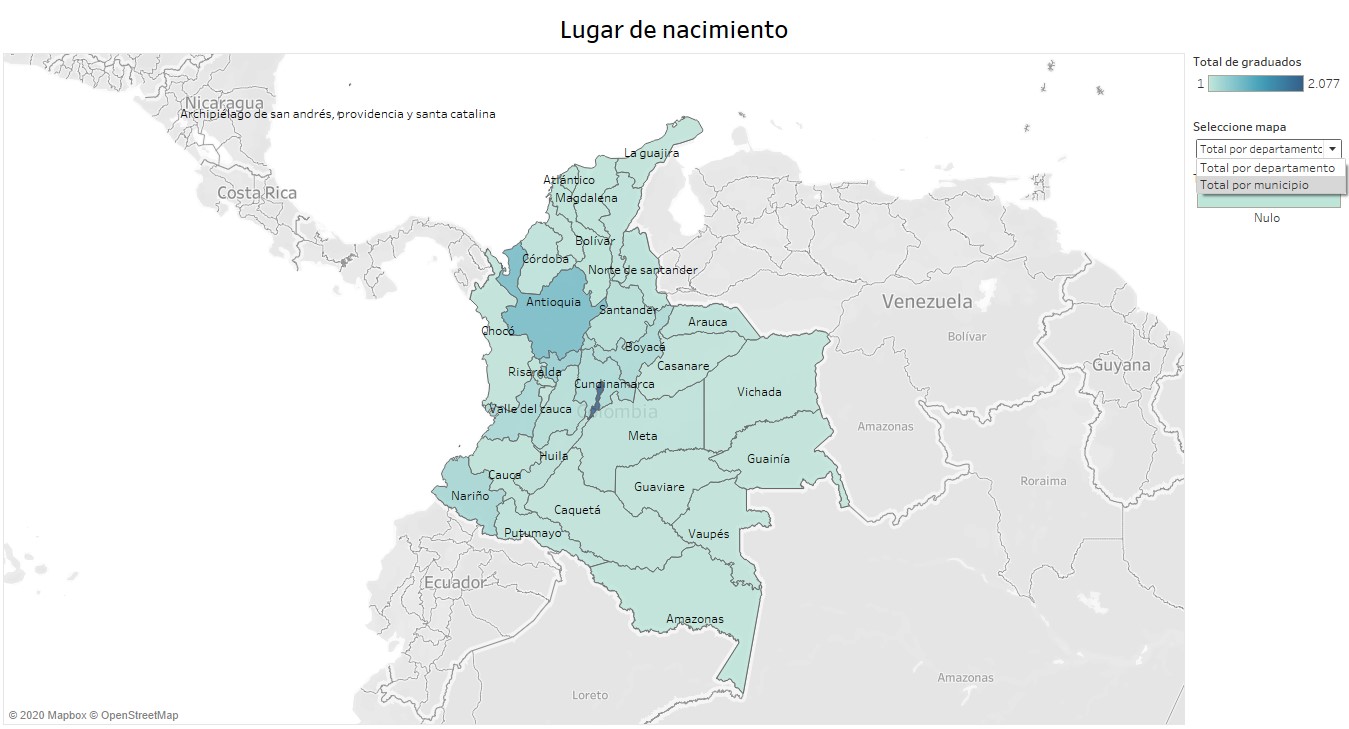 Lugar de nacimiento
Total de graduados
1 2.077
Seleccione mapa
Total por departamento
Total por departamento
Total por municipio
Nulo
Nicaragua
Archipiélago de san andrés, providencia y santa catalina
La guajira
Costa Rica
Atlántico
Magdalena
Bolívar
Córdoba
Norte de santander
Antioquia
Venezuela
Santander
Arauca
Chocó
Bolívar
Boyacá
Guyana
Casanare
Risaralda
Cundinamarca
Vichada
Valle del cauca
Colombia
Amazonas
Meta
Huila
Guainía
Cauca
Roraima
Guaviare
Nariño
Caquetá
Putumayo
Vaupés
Ecuador
Amazonas
Amazonas
Loreto
© 2020 Mapbox © OpenStreetMap